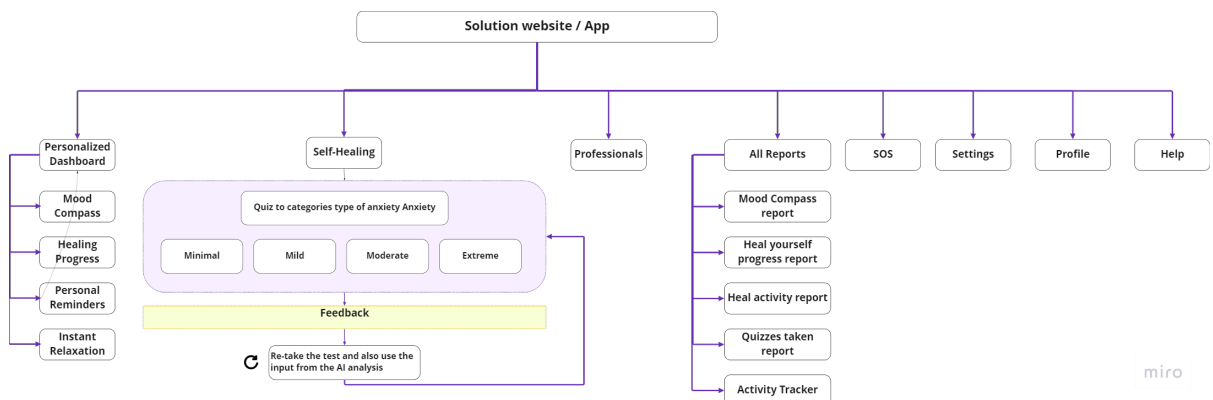 Solution website / App
Personalized
Dashboard
Self-Healing
Professionals
All Reports
SOS
Settings
Profile
Help
Mood
Compass
Healing
Progress
Personal
Reminders
Instant
Relaxation
Quiz to categories type of anxiety Anxiety
Minimal
Mild
Moderate
Extreme
Feedback
Re-take the test and also use the
input from the AI analysis
Mood Compass
report
Heal yourself
progress report
Heal activity report
Quizzes taken
report
Activity Tracker
miro